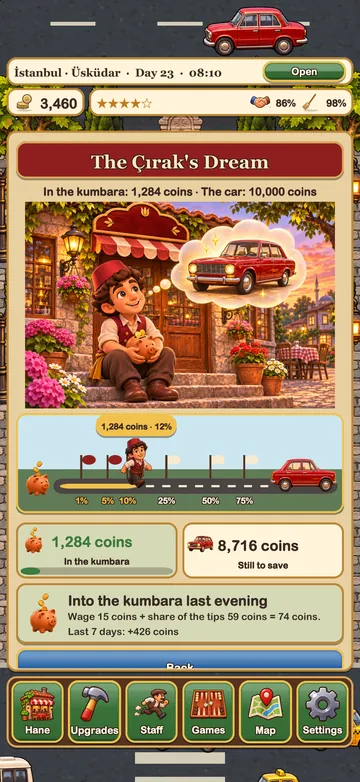 İstanbul · Üsküdar · Day 23 · 08:10
Open
3,460
86%
98%
The Çırak's Dream
In the kumbara: 1,284 coins · The car: 10,000 coins
1,284 coins · 12%
1%
5%
10%
25%
50%
75%
1,284 coins
In the kumbara
8,716 coins
Still to save
Into the kumbara last evening
Wage 15 coins + share of the tips 59 coins = 74 coins.
Last 7 days: +426 coins
Back
Hane
Upgrades
Staff
Games
Map
Settings